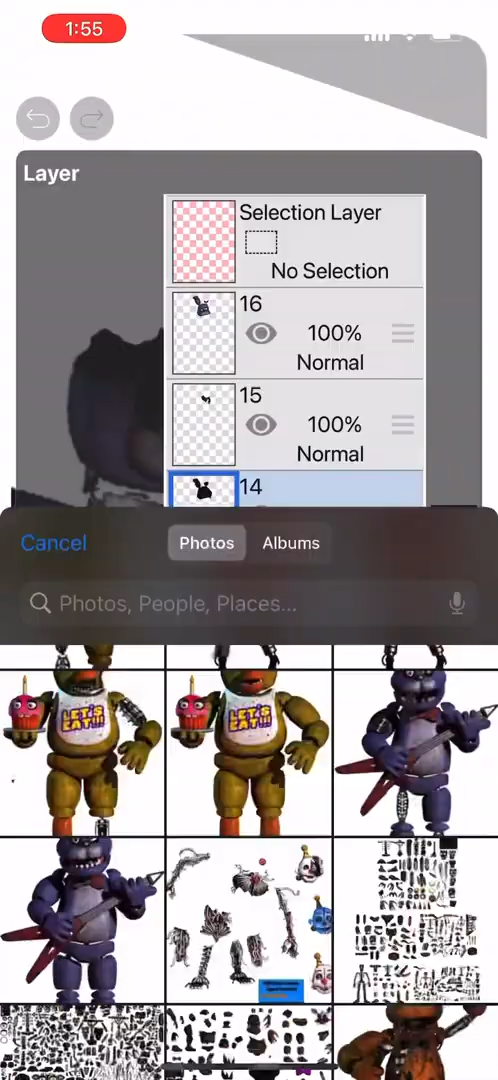 1:55
Layer
Selection Layer
No Selection
16
100%
Normal
15
100%
Normal
14
Cancel
Photos
Albums
Photos, People, Places...
LET'S
EAT!!!
LET'S
EAT!!!